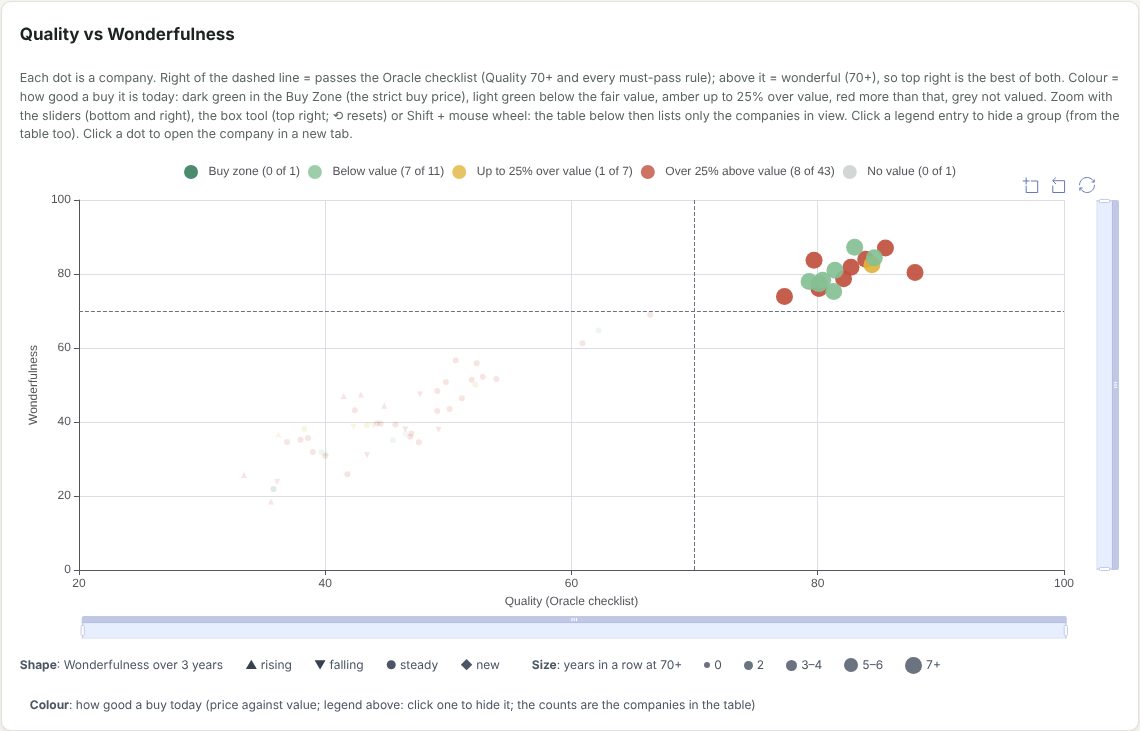 Quality vs Wonderfulness
Each dot is a company. Right of the dashed line = passes the Oracle checklist (Quality 70+ and every must-pass rule); above it = wonderful (70+), so top right is the best of both. Colour =
how good a buy it is today: dark green in the Buy Zone (the strict buy price), light green below the fair value, amber up to 25% over value, red more than that, grey not valued. Zoom with
the sliders (bottom and right), the box tool (top right; ⟲ resets) or Shift + mouse wheel: the table below then lists only the companies in view. Click a legend entry to hide a group (from the
table too). Click a dot to open the company in a new tab.
Buy zone (0 of 1) Below value (7 of 11) Up to 25% over value (1 of 7) Over 25% above value (8 of 43) No value (0 of 1)
100
80
60
40
20
0
Wonderfulness
20 40 60 80 100
Quality (Oracle checklist)
Shape: Wonderfulness over 3 years ▲ rising ▼ falling ● steady ◆ new Size: years in a row at 70+ 0 2 3–4 5–6 7+
Colour: how good a buy today (price against value; legend above: click one to hide it; the counts are the companies in the table)